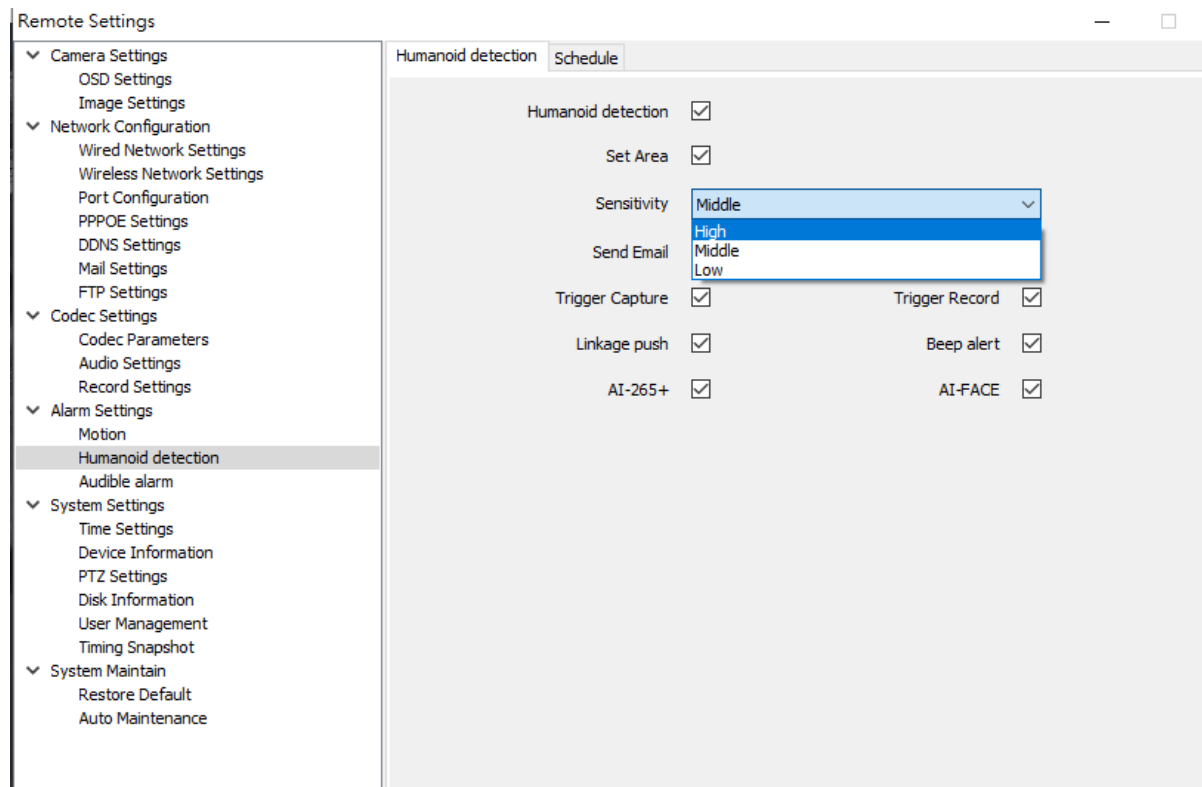 Remote Settings
Camera Settings
OSD Settings
Image Settings
Network Configuration
Wired Network Settings
Wireless Network Settings
Port Configuration
PPPOE Settings
DDNS Settings
Mail Settings
FTP Settings
Codec Settings
Codec Parameters
Audio Settings
Record Settings
Alarm Settings
Motion
Humanoid detection
Audible alarm
System Settings
Time Settings
Device Information
PTZ Settings
Disk Information
User Management
Timing Snapshot
System Maintain
Restore Default
Auto Maintenance
Humanoid detection Schedule
Humanoid detection
Set Area
Sensitivity Middle
High
Middle
Low
Send Email
Trigger Capture Trigger Record
Linkage push Beep alert
AI-265+ AI-FACE